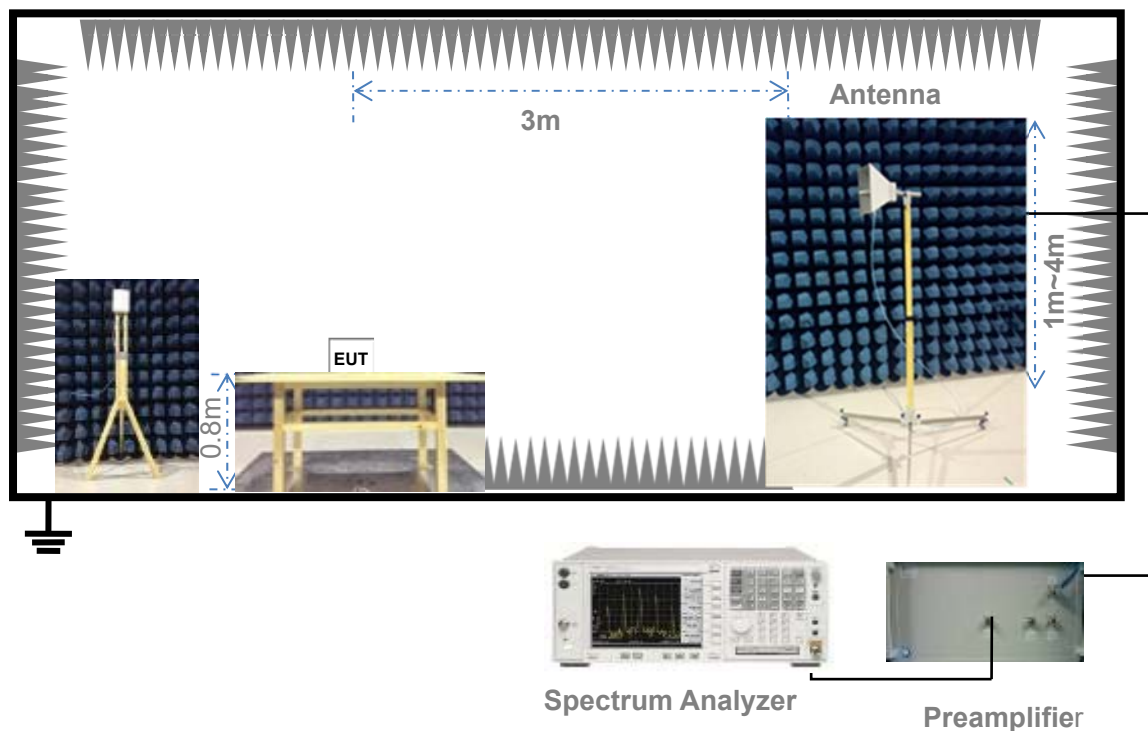 Antenna
3m
1m~4m
EUT
0.8m
Spectrum Analyzer
Preamplifier